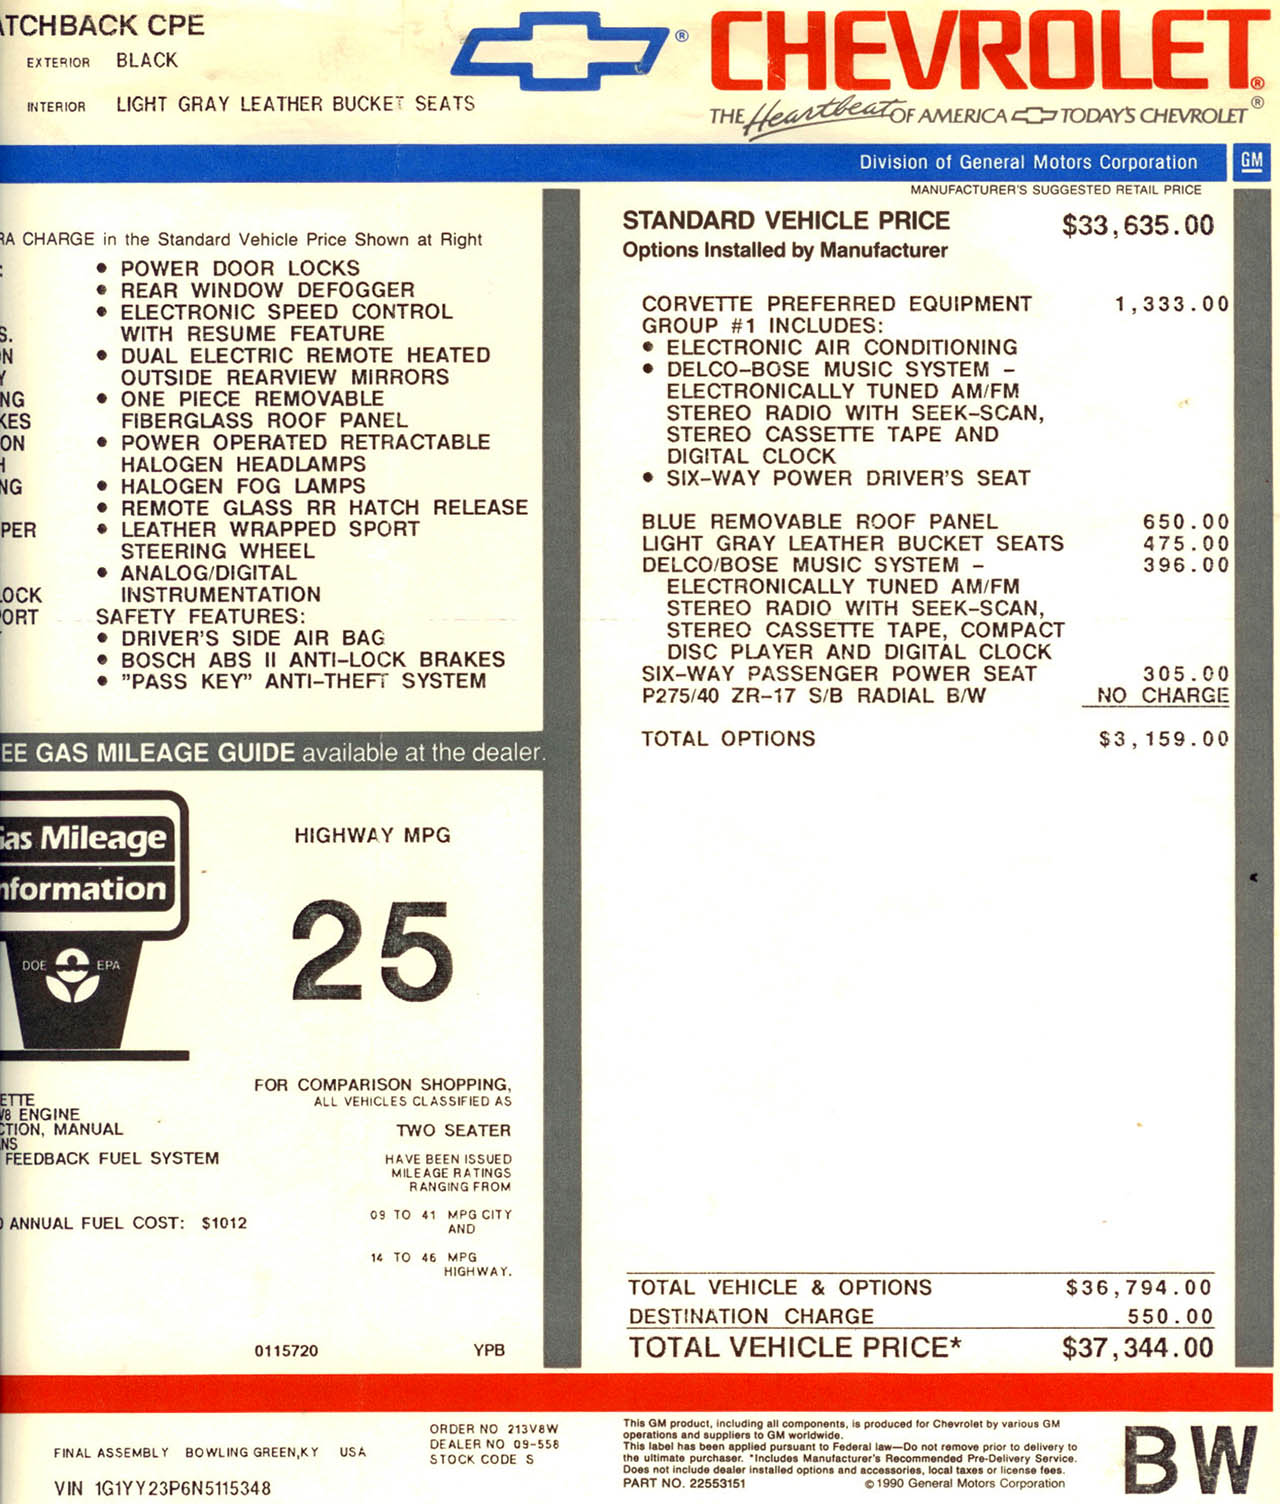 ATCHBACK CPE
EXTERIOR BLACK
INTERIOR LIGHT GRAY LEATHER BUCKET SEATS
CHEVROLET
THE Heartbeat OF AMERICA TODAY'S CHEVROLET
Division of General Motors Corporation
GM
RA CHARGE in the Standard Vehicle Price Shown at Right
• POWER DOOR LOCKS
• REAR WINDOW DEFOGGER
• ELECTRONIC SPEED CONTROL
WITH RESUME FEATURE
• DUAL ELECTRIC REMOTE HEATED
OUTSIDE REARVIEW MIRRORS
• ONE PIECE REMOVABLE
FIBERGLASS ROOF PANEL
• POWER OPERATED RETRACTABLE
HALOGEN HEADLAMPS
• HALOGEN FOG LAMPS
• REMOTE GLASS RR HATCH RELEASE
• LEATHER WRAPPED SPORT
STEERING WHEEL
• ANALOG/DIGITAL
INSTRUMENTATION
SAFETY FEATURES:
• DRIVER'S SIDE AIR BAG
• BOSCH ABS II ANTI-LOCK BRAKES
• "PASS KEY" ANTI-THEFT SYSTEM
S.
N
Y
NG
KES
ON
H
NG
PER
OCK
ORT
EE GAS MILEAGE GUIDE available at the dealer.
Gas Mileage
Information
DOE EPA
HIGHWAY MPG
25
ETTE
V8 ENGINE
CTION, MANUAL
NS
FEEDBACK FUEL SYSTEM
ANNUAL FUEL COST: $1012
FOR COMPARISON SHOPPING,
ALL VEHICLES CLASSIFIED AS
TWO SEATER
HAVE BEEN ISSUED
MILEAGE RATINGS
RANGING FROM
09 TO 41 MPG CITY
AND
14 TO 46 MPG
HIGHWAY.
0115720 YPB
MANUFACTURER'S SUGGESTED RETAIL PRICE
STANDARD VEHICLE PRICE $33,635.00
Options Installed by Manufacturer
CORVETTE PREFERRED EQUIPMENT 1,333.00
GROUP #1 INCLUDES:
• ELECTRONIC AIR CONDITIONING
• DELCO-BOSE MUSIC SYSTEM –
ELECTRONICALLY TUNED AM/FM
STEREO RADIO WITH SEEK-SCAN,
STEREO CASSETTE TAPE AND
DIGITAL CLOCK
• SIX-WAY POWER DRIVER'S SEAT
BLUE REMOVABLE ROOF PANEL 650.00
LIGHT GRAY LEATHER BUCKET SEATS 475.00
DELCO/BOSE MUSIC SYSTEM – 396.00
ELECTRONICALLY TUNED AM/FM
STEREO RADIO WITH SEEK-SCAN,
STEREO CASSETTE TAPE, COMPACT
DISC PLAYER AND DIGITAL CLOCK
SIX-WAY PASSENGER POWER SEAT 305.00
P275/40 ZR-17 S/B RADIAL B/W NO CHARGE
TOTAL OPTIONS $3,159.00
TOTAL VEHICLE & OPTIONS $36,794.00
DESTINATION CHARGE 550.00
TOTAL VEHICLE PRICE* $37,344.00
FINAL ASSEMBLY BOWLING GREEN,KY USA
VIN 1G1YY23P6N5115348
ORDER NO 213V8W
DEALER NO 09-558
STOCK CODE S
This GM product, including all components, is produced for Chevrolet by various GM
operations and suppliers to GM worldwide.
This label has been applied pursuant to Federal law—Do not remove prior to delivery to
the ultimate purchaser. *Includes Manufacturer's Recommended Pre-Delivery Service.
Does not include dealer installed options and accessories, local taxes or license fees.
PART NO. 22553151 ©1990 General Motors Corporation
BW